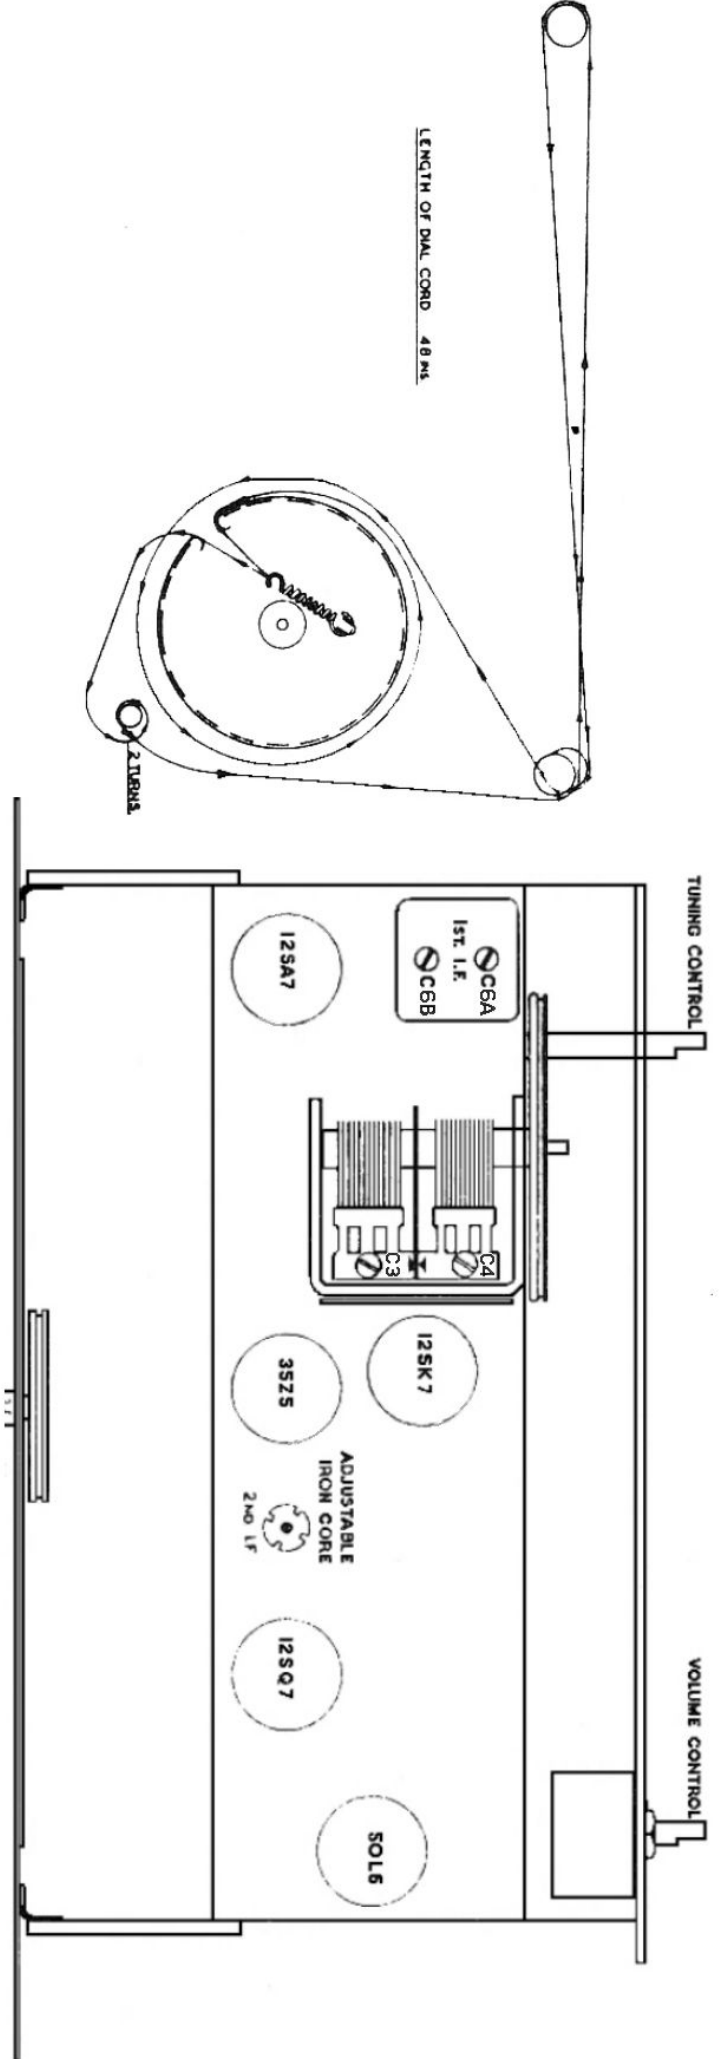 LENGTH OF DIAL CORD 48 INS
2 TURNS
TUNING CONTROL
VOLUME CONTROL
1ST. I.F.
C6A
C6B
12SA7
C4
C3
12SK7
35Z5
ADJUSTABLE
IRON CORE
2ND I.F
12SQ7
50L6